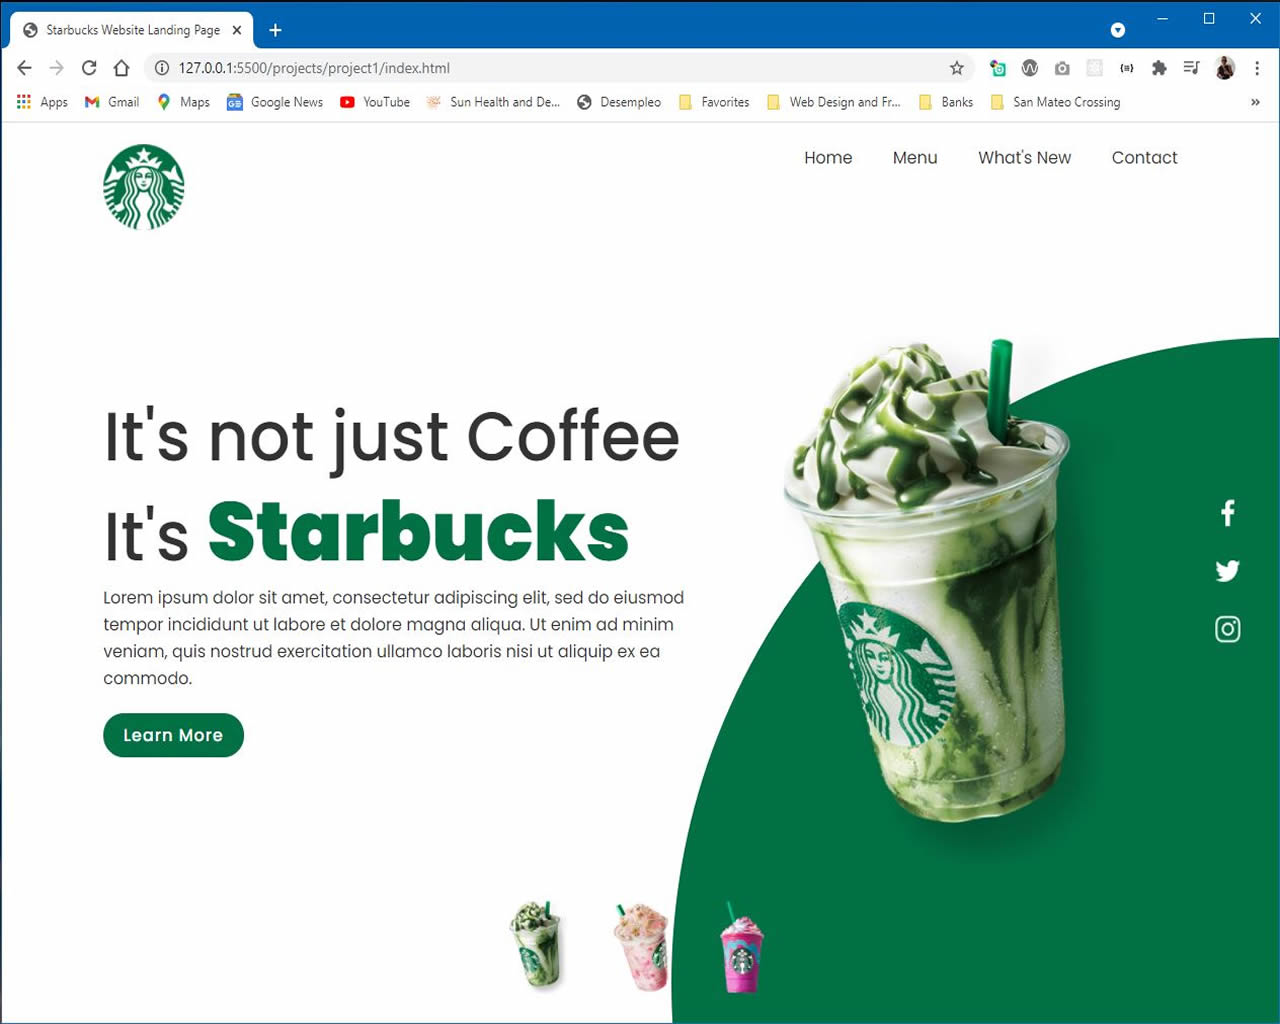 Starbucks Website Landing Page
127.0.0.1:5500/projects/project1/index.html
Apps Gmail Maps Google News YouTube Sun Health and De... Desempleo Favorites Web Design and Fr... Banks San Mateo Crossing
Home Menu What's New Contact
It's not just Coffee
It's Starbucks
Lorem ipsum dolor sit amet, consectetur adipiscing elit, sed do eiusmod
tempor incididunt ut labore et dolore magna aliqua. Ut enim ad minim
veniam, quis nostrud exercitation ullamco laboris nisi ut aliquip ex ea
commodo.
Learn More